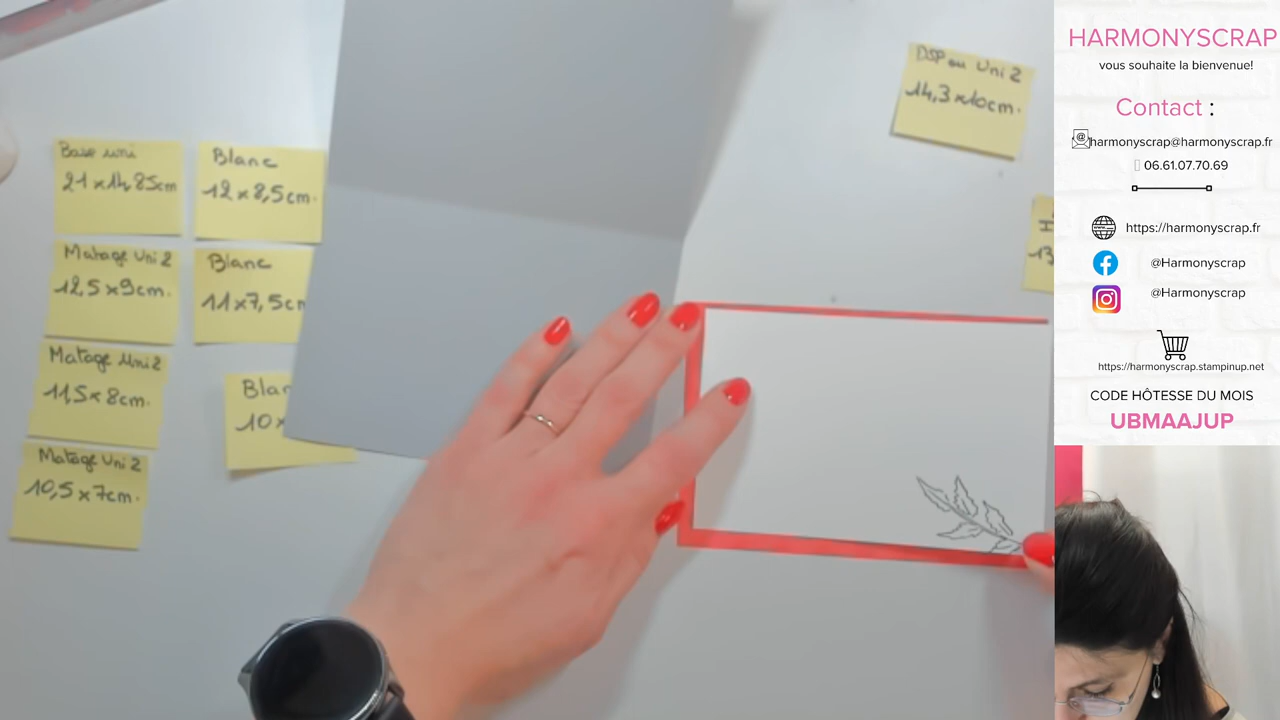 Base uni
21 x 14,85cm
Blanc
12 x 8,5cm.
Matage Uni 2
12,5 x 9cm.
Blanc
11 x 7,5cm
Matage Uni 2
11,5 x 8cm.
Blan
10 x
Matage Uni 2
10,5 x 7cm.
DSP ou Uni 2
14,3 x 10cm.
13
HARMONYSCRAP
vous souhaite la bienvenue!
Contact :
harmonyscrap@harmonyscrap.fr
06.61.07.70.69
https://harmonyscrap.fr
@Harmonyscrap
@Harmonyscrap
https://harmonyscrap.stampinup.net
CODE HÔTESSE DU MOIS
UBMAAJUP